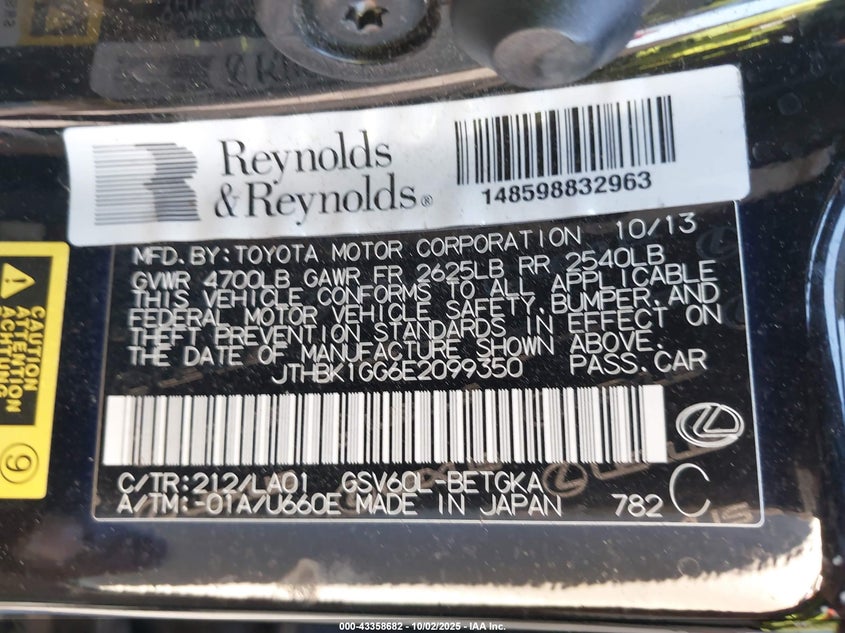 Reynolds
& Reynolds®
148598832963
MFD. BY: TOYOTA MOTOR CORPORATION 10/13
GVWR 4700LB GAWR FR 2625LB RR 2540LB
THIS VEHICLE CONFORMS TO ALL APPLICABLE
FEDERAL MOTOR VEHICLE SAFETY, BUMPER, AND
THEFT PREVENTION STANDARDS IN EFFECT ON
THE DATE OF MANUFACTURE SHOWN ABOVE.
JTHBK1GG6E2099350 PASS.CAR
C/TR:212/LA01 GSV60L-BETGKA
A/TM:-01A/U660E MADE IN JAPAN 782 C
CAUTION
ATTENTION
ACHTUNG
9
000-43358682 - 10/02/2025 - IAA Inc.